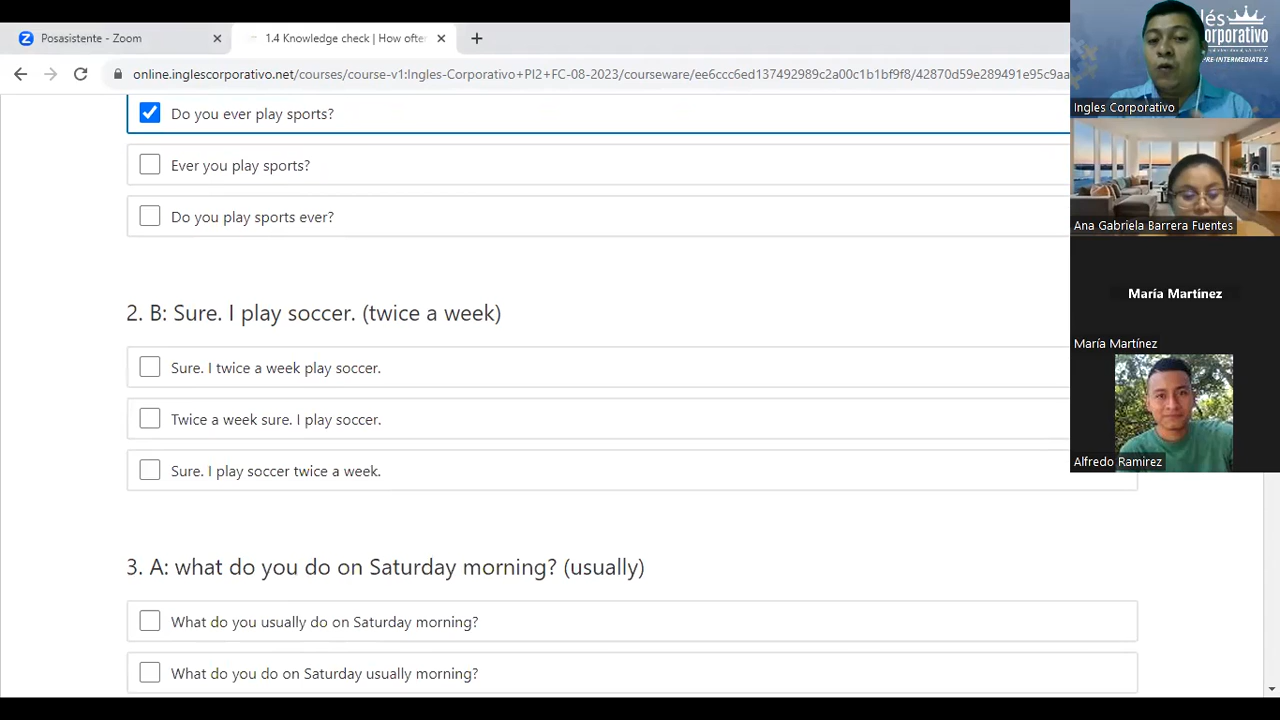 Posasistente - Zoom
1.4 Knowledge check | How ofte
online.inglescorporativo.net/courses/course-v1:Ingles-Corporativo+PI2+FC-08-2023/courseware/ee6ccc6ed137492989c2a00c1b1bf9f8/42870d59e289491e95c9aa
Do you ever play sports?
Ever you play sports?
Do you play sports ever?
2. B: Sure. I play soccer. (twice a week)
Sure. I twice a week play soccer.
Twice a week sure. I play soccer.
Sure. I play soccer twice a week.
3. A: what do you do on Saturday morning? (usually)
What do you usually do on Saturday morning?
What do you do on Saturday usually morning?
lés
orporativo
PRE-INTERMEDIATE 2
Ingles Corporativo
Ana Gabriela Barrera Fuentes
María Martínez
María Martínez
Alfredo Ramirez